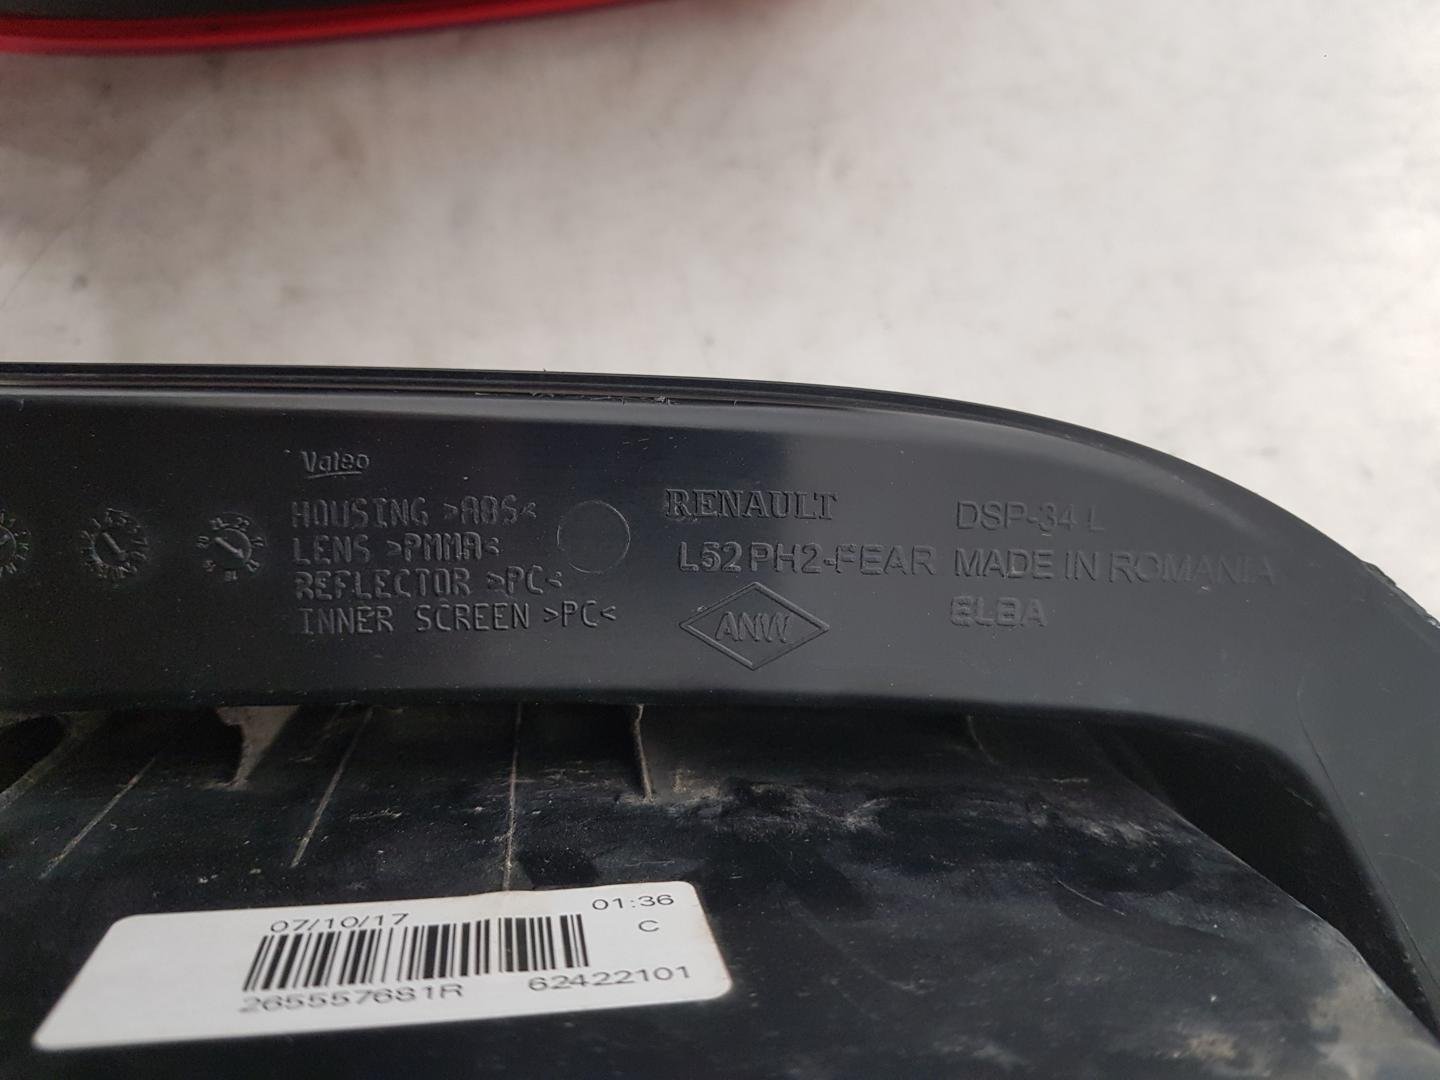 Valeo
HOUSING >ABS<
LENS >PMMA<
REFLECTOR >PC<
INNER SCREEN >PC<
RENAULT
L52 PH2-FEAR
ANW
DSP-34 L
MADE IN ROMANIA
ELBA
07/10/17
01:36
C
265557681R
62422101